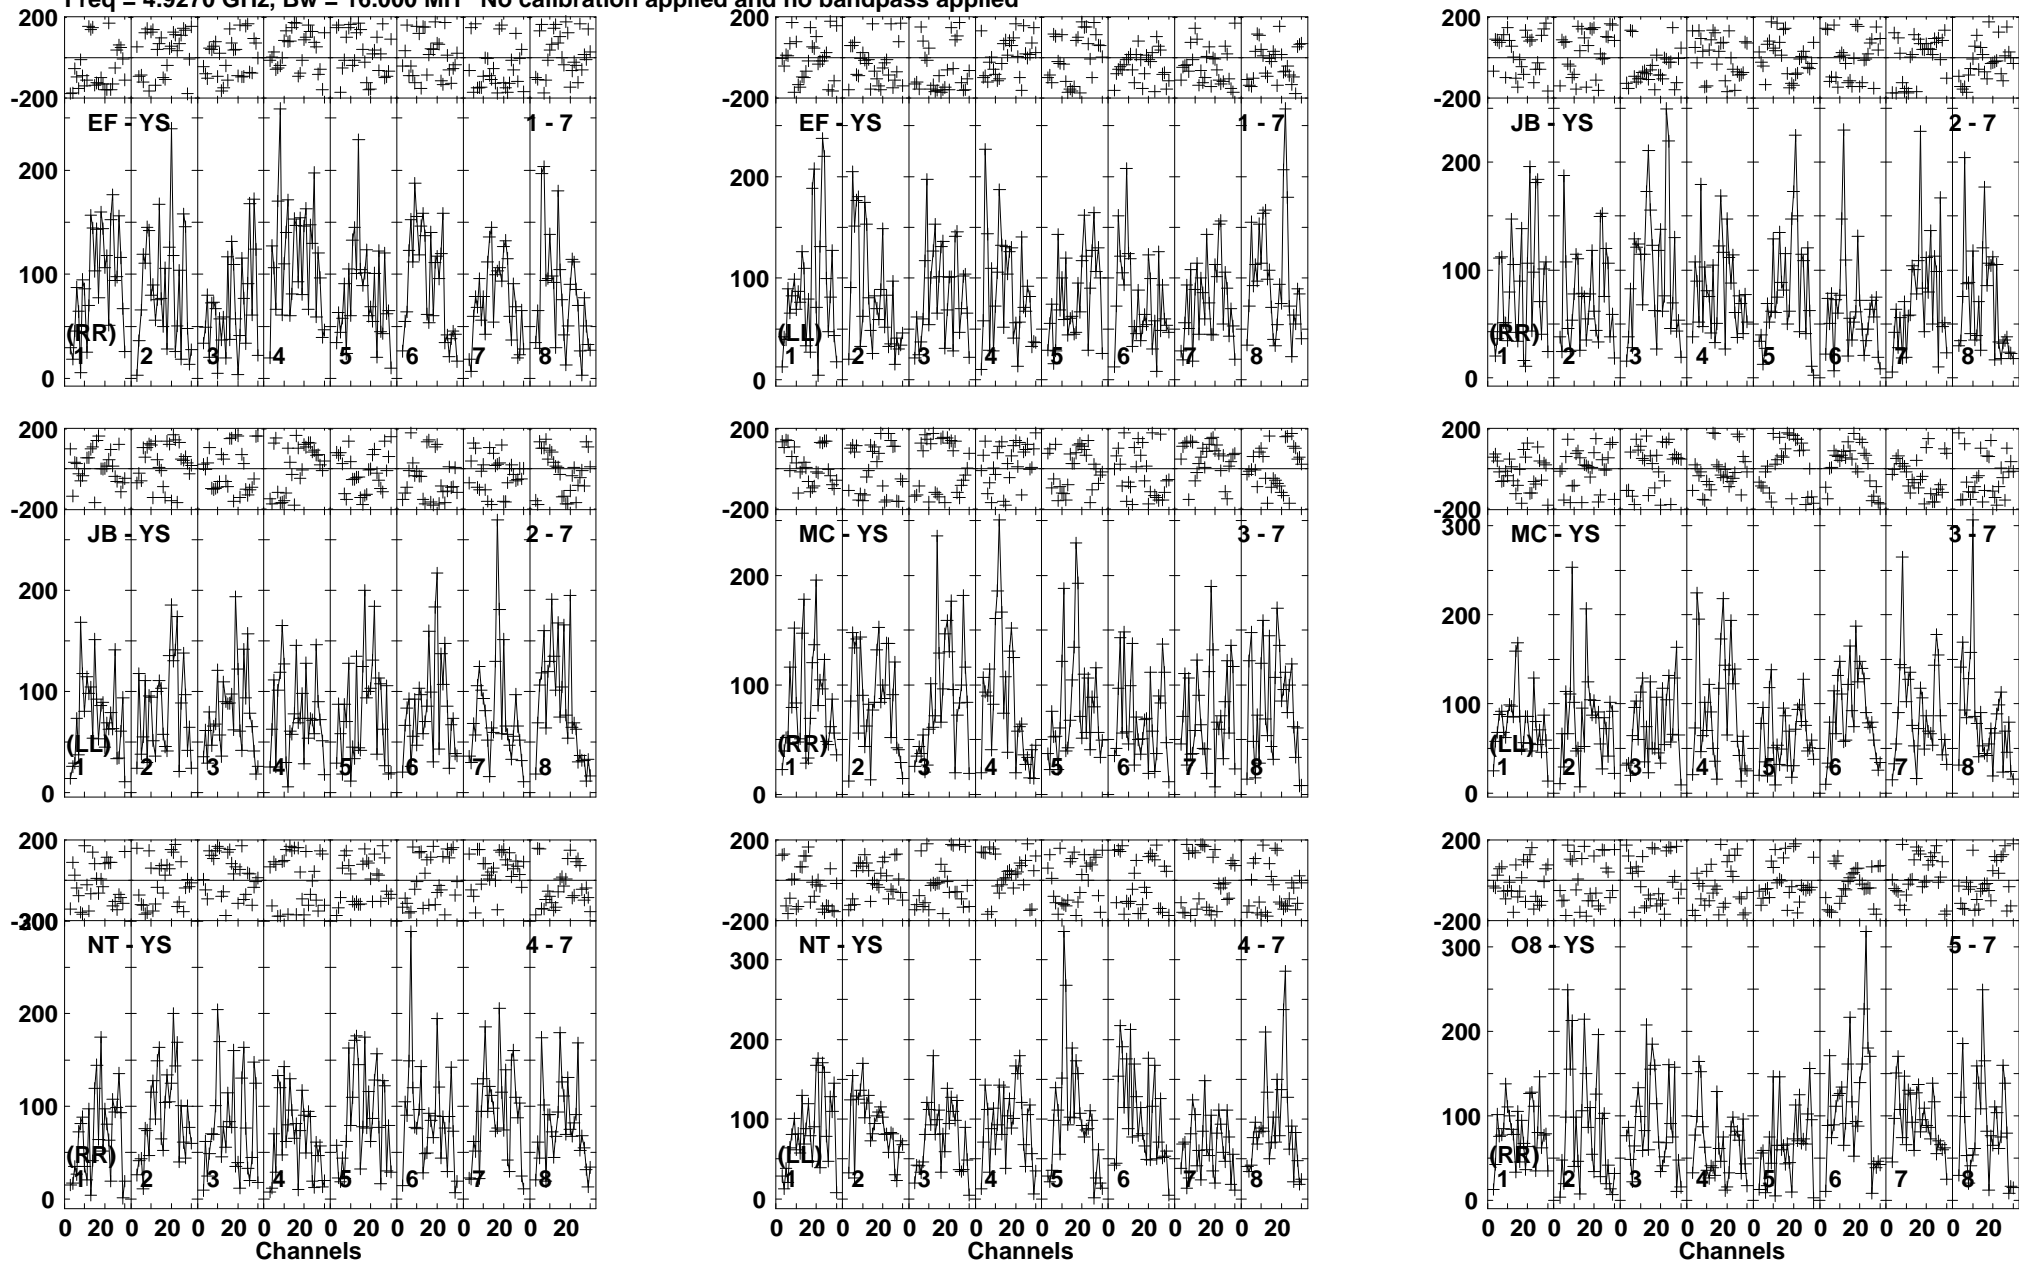 Freq = 4.9270 GHz, Bw = 16.000 MH No calibration applied and no bandpass applied
200 200 200
-200 -200 -200
EF - YS 1 - 7 EF - YS 1 - 7 JB - YS 2 - 7
200 200 200
100 100 100
(RR) (LL) (RR)
1 2 3 4 5 6 7 8 1 2 3 4 5 6 7 8 1 2 3 4 5 6 7 8
0 0 0
200 200 200
-200 -200 -200
JB - YS 2 - 7 MC - YS 3 - 7 MC - YS 3 - 7
300
200 200 200
100 100 100
(LL) (RR) (LL)
1 2 3 4 5 6 7 8 1 2 3 4 5 6 7 8 1 2 3 4 5 6 7 8
0 0 0
200 200 200
-200 -200 -200
300
NT - YS 4 - 7 NT - YS 4 - 7 O8 - YS 5 - 7
300 300
200 200 200
100 100 100
(RR) (LL) (RR)
1 2 3 4 5 6 7 8 1 2 3 4 5 6 7 8 1 2 3 4 5 6 7 8
0 0 0
0 20 0 20 0 20 0 20 0 20 0 20 0 20 0 20 0 20 0 20 0 20 0 20 0 20 0 20 0 20 0 20 0 20 0 20 0 20 0 20 0 20 0 20 0 20 0 20
Channels Channels Channels